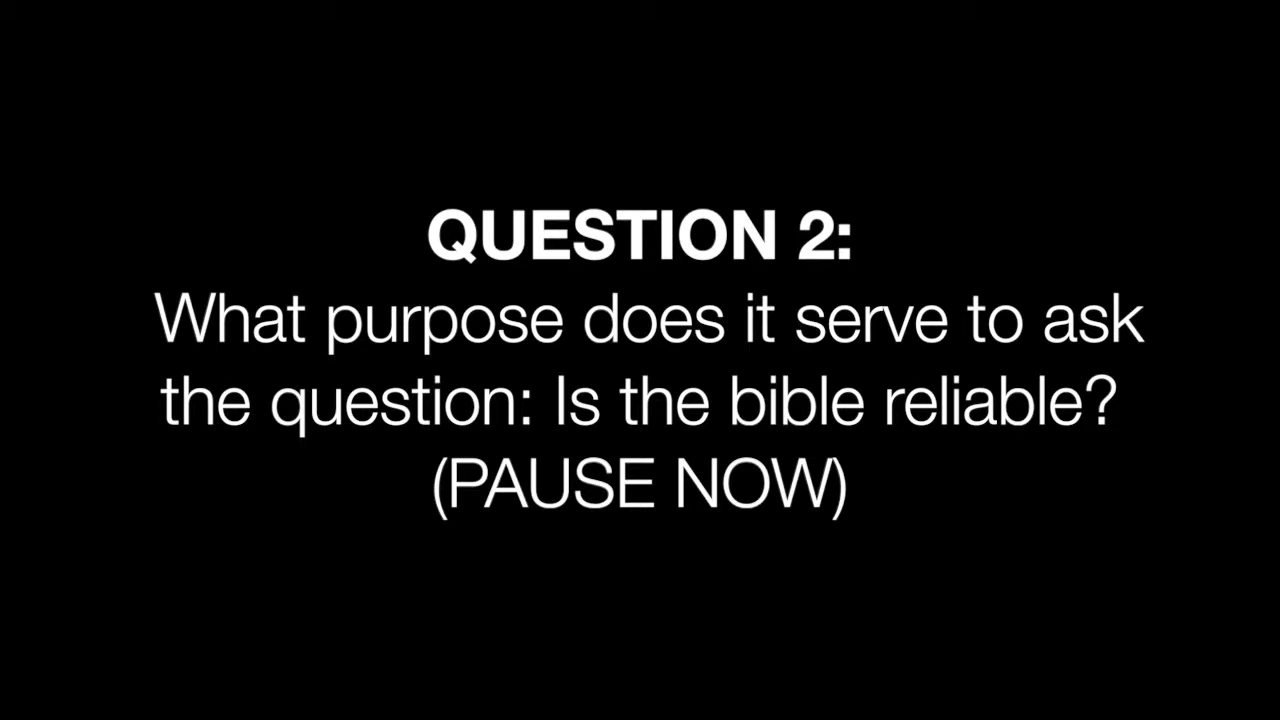 QUESTION 2:
What purpose does it serve to ask
the question: Is the bible reliable?
(PAUSE NOW)